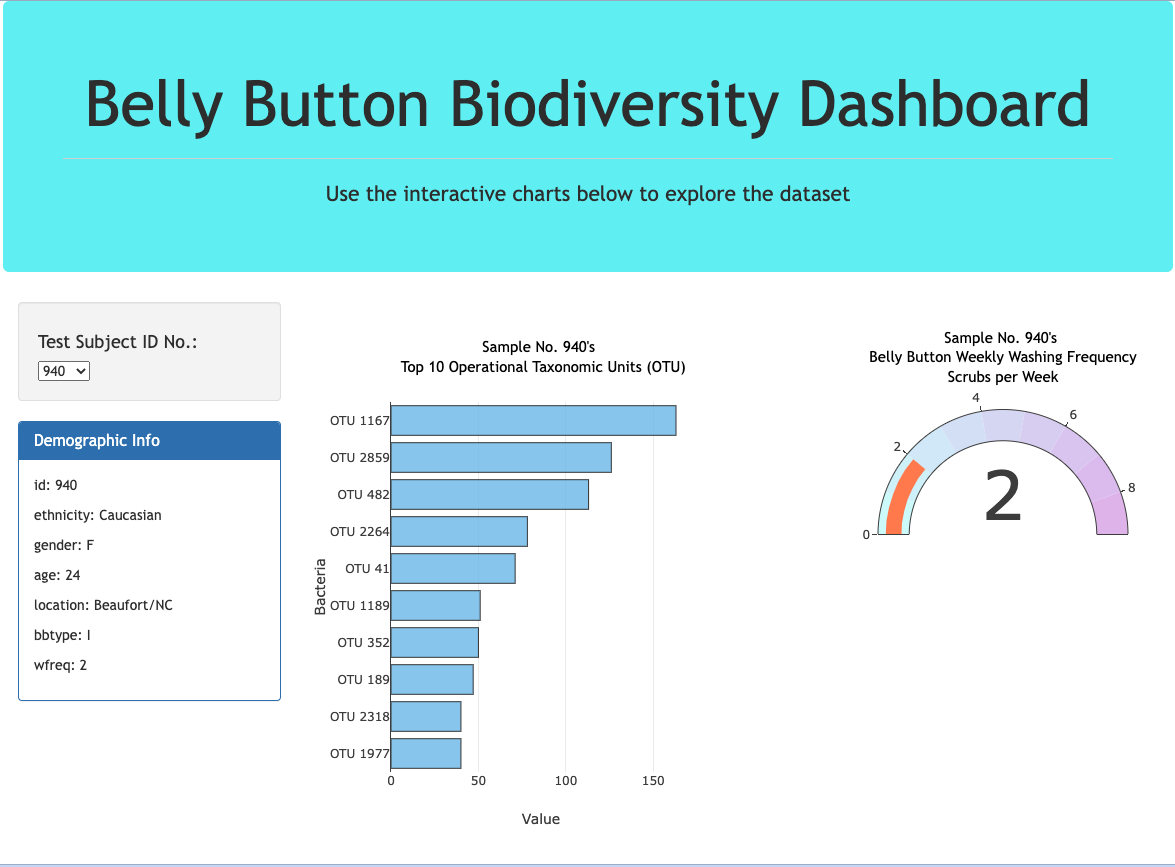 Belly Button Biodiversity Dashboard
Use the interactive charts below to explore the dataset
Test Subject ID No.:
940
Demographic Info
id: 940
ethnicity: Caucasian
gender: F
age: 24
location: Beaufort/NC
bbtype: I
wfreq: 2
Sample No. 940's
Top 10 Operational Taxonomic Units (OTU)
Bacteria
OTU 1167
OTU 2859
OTU 482
OTU 2264
OTU 41
OTU 1189
OTU 352
OTU 189
OTU 2318
OTU 1977
0 50 100 150
Value
Sample No. 940's
Belly Button Weekly Washing Frequency
Scrubs per Week
0
2
4
6
8
2